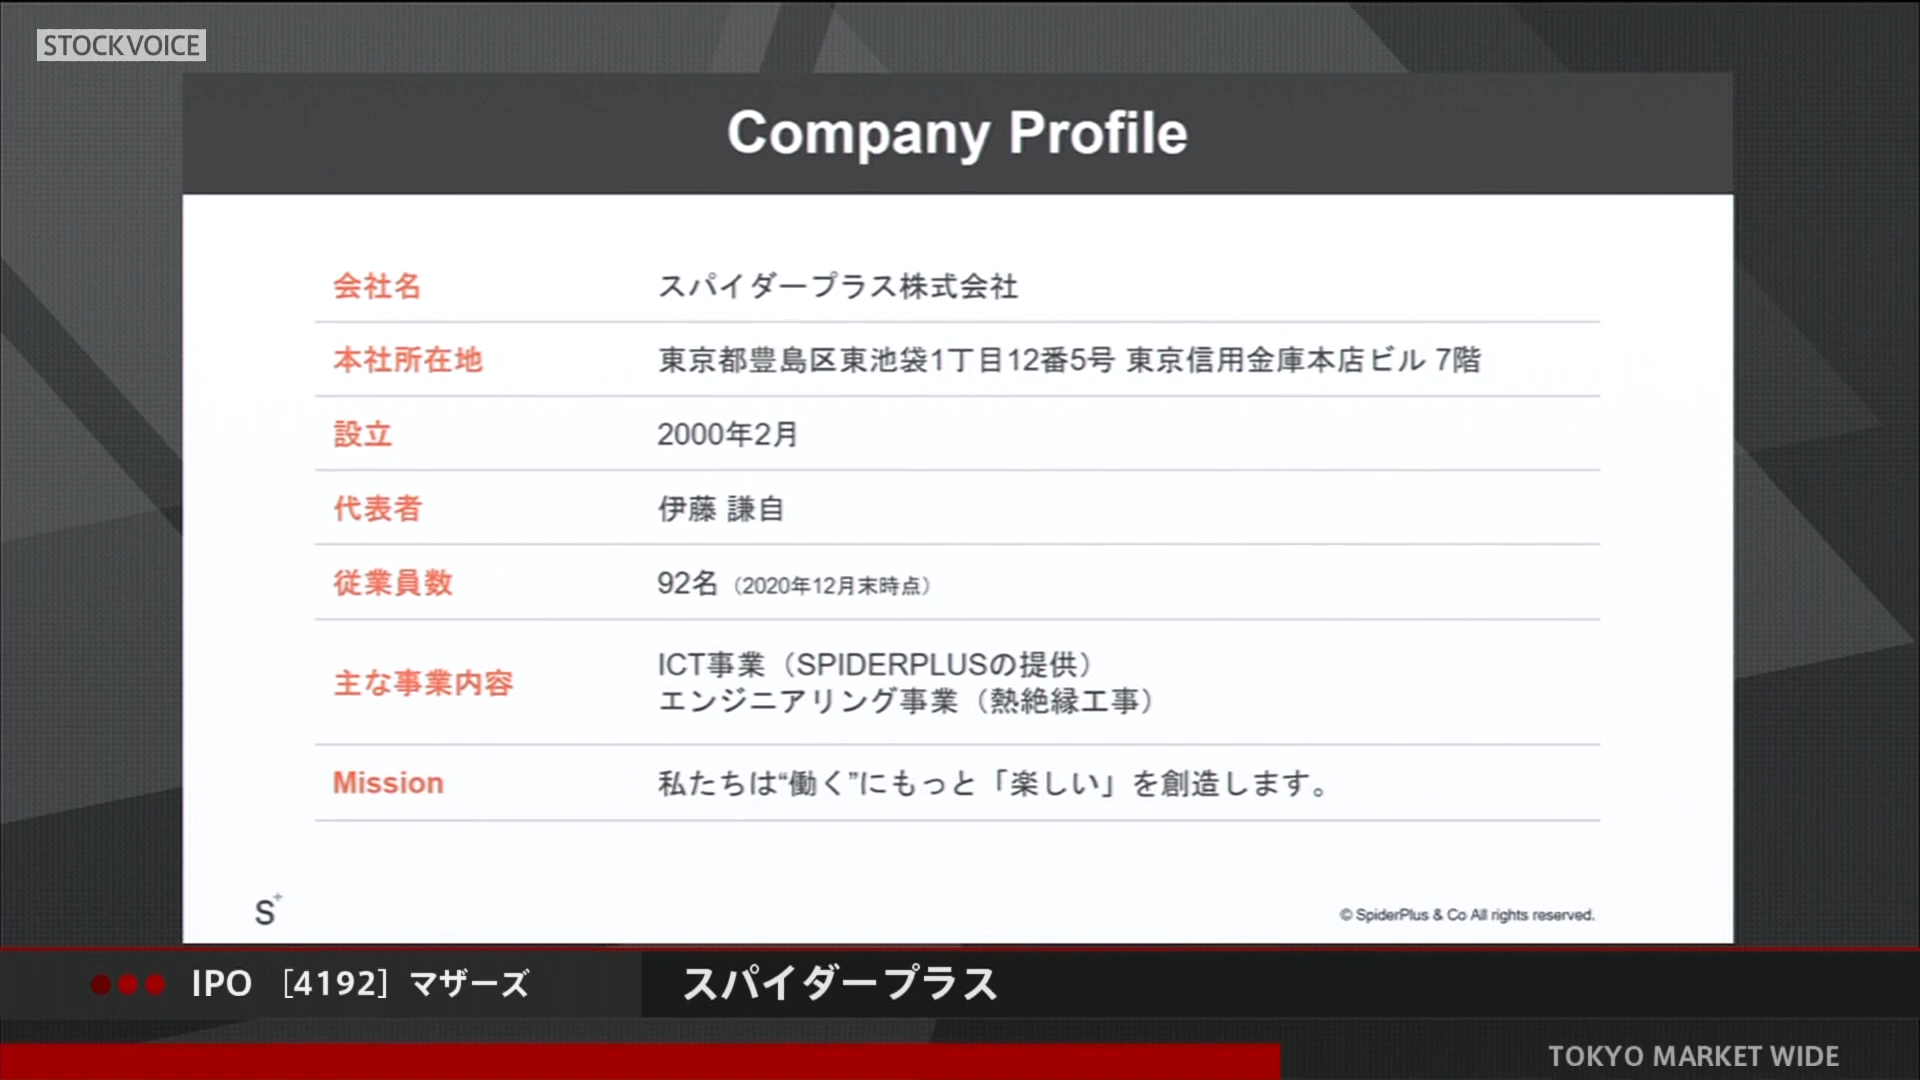 STOCKVOICE
Company Profile
会社名 スパイダープラス株式会社
本社所在地 東京都豊島区東池袋1丁目12番5号 東京信用金庫本店ビル 7階
設立 2000年2月
代表者 伊藤 謙自
従業員数 92名（2020年12月末時点）
主な事業内容 ICT事業（SPIDERPLUSの提供）
エンジニアリング事業（熱絶縁工事）
Mission 私たちは“働く”にもっと「楽しい」を創造します。
S+
© SpiderPlus & Co All rights reserved.
IPO ［4192］ マザーズ スパイダープラス
TOKYO MARKET WIDE